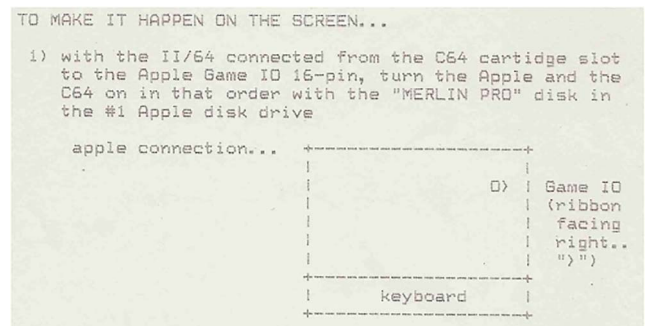 TO MAKE IT HAPPEN ON THE SCREEN...
1) with the II/64 connected from the C64 cartidge slot
to the Apple Game IO 16-pin, turn the Apple and the
C64 on in that order with the "MERLIN PRO" disk in
the #1 Apple disk drive
apple connection...
O) Game IO
(ribbon
facing
right..
")")
keyboard